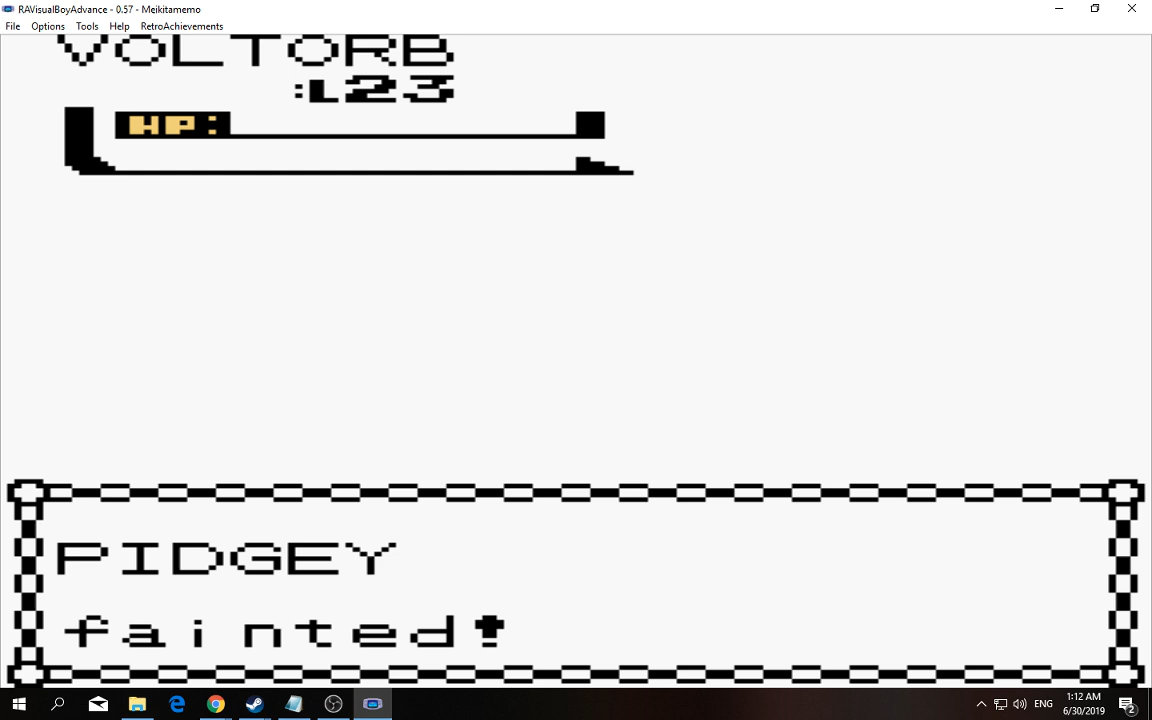 RAVisualBoyAdvance - 0.57 - Meikitamemo
File Options Tools Help RetroAchievements
VOLTORB
:L23
HP:
PIDGEY
fainted!
ENG
1:12 AM
6/30/2019
2